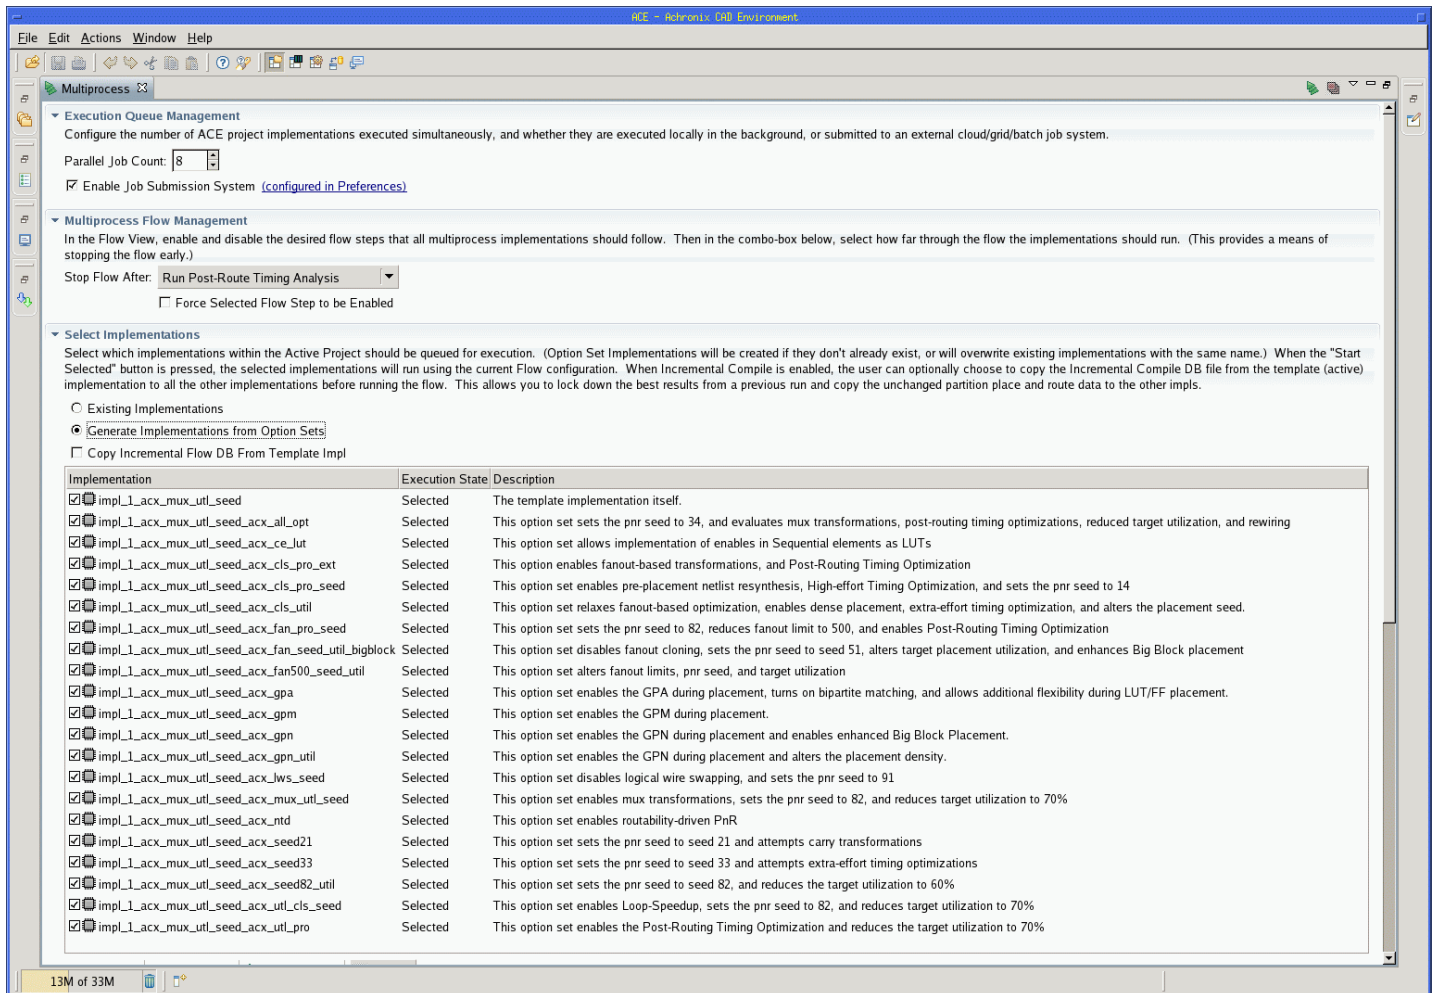 ACE - Achronix CAD Environment
File Edit Actions Window Help
Multiprocess
Execution Queue Management
Configure the number of ACE project implementations executed simultaneously, and whether they are executed locally in the background, or submitted to an external cloud/grid/batch job system.
Parallel Job Count: 8
Enable Job Submission System (configured in Preferences)
Multiprocess Flow Management
In the Flow View, enable and disable the desired flow steps that all multiprocess implementations should follow. Then in the combo-box below, select how far through the flow the implementations should run. (This provides a means of
stopping the flow early.)
Stop Flow After: Run Post-Route Timing Analysis
Force Selected Flow Step to be Enabled
Select Implementations
Select which implementations within the Active Project should be queued for execution. (Option Set Implementations will be created if they don't already exist, or will overwrite existing implementations with the same name.) When the "Start
Selected" button is pressed, the selected implementations will run using the current Flow configuration. When Incremental Compile is enabled, the user can optionally choose to copy the Incremental Compile DB file from the template (active)
implementation to all the other implementations before running the flow. This allows you to lock down the best results from a previous run and copy the unchanged partition place and route data to the other impls.
Existing Implementations
Generate Implementations from Option Sets
Copy Incremental Flow DB From Template Impl
Implementation Execution State Description
impl_1_acx_mux_utl_seed Selected The template implementation itself.
impl_1_acx_mux_utl_seed_acx_all_opt Selected This option set sets the pnr seed to 34, and evaluates mux transformations, post-routing timing optimizations, reduced target utilization, and rewiring
impl_1_acx_mux_utl_seed_acx_ce_lut Selected This option set allows implementation of enables in Sequential elements as LUTs
impl_1_acx_mux_utl_seed_acx_cls_pro_ext Selected This option enables fanout-based transformations, and Post-Routing Timing Optimization
impl_1_acx_mux_utl_seed_acx_cls_pro_seed Selected This option set enables pre-placement netlist resynthesis, High-effort Timing Optimization, and sets the pnr seed to 14
impl_1_acx_mux_utl_seed_acx_cls_util Selected This option set relaxes fanout-based optimization, enables dense placement, extra-effort timing optimization, and alters the placement seed.
impl_1_acx_mux_utl_seed_acx_fan_pro_seed Selected This option set sets the pnr seed to 82, reduces fanout limit to 500, and enables Post-Routing Timing Optimization
impl_1_acx_mux_utl_seed_acx_fan_seed_util_bigblock Selected This option set disables fanout cloning, sets the pnr seed to seed 51, alters target placement utilization, and enhances Big Block placement
impl_1_acx_mux_utl_seed_acx_fan500_seed_util Selected This option set alters fanout limits, pnr seed, and target utilization
impl_1_acx_mux_utl_seed_acx_gpa Selected This option set enables the GPA during placement, turns on bipartite matching, and allows additional flexibility during LUT/FF placement.
impl_1_acx_mux_utl_seed_acx_gpm Selected This option set enables the GPM during placement.
impl_1_acx_mux_utl_seed_acx_gpn Selected This option set enables the GPN during placement and enables enhanced Big Block Placement.
impl_1_acx_mux_utl_seed_acx_gpn_util Selected This option set enables the GPN during placement and alters the placement density.
impl_1_acx_mux_utl_seed_acx_lws_seed Selected This option set disables logical wire swapping, and sets the pnr seed to 91
impl_1_acx_mux_utl_seed_acx_mux_utl_seed Selected This option set enables mux transformations, sets the pnr seed to 82, and reduces target utilization to 70%
impl_1_acx_mux_utl_seed_acx_ntd Selected This option set enables routability-driven PnR
impl_1_acx_mux_utl_seed_acx_seed21 Selected This option set sets the pnr seed to seed 21 and attempts carry transformations
impl_1_acx_mux_utl_seed_acx_seed33 Selected This option set sets the pnr seed to seed 33 and attempts extra-effort timing optimizations
impl_1_acx_mux_utl_seed_acx_seed82_util Selected This option set sets the pnr seed to seed 82, and reduces the target utilization to 60%
impl_1_acx_mux_utl_seed_acx_utl_cls_seed Selected This option set enables Loop-Speedup, sets the pnr seed to 82, and reduces target utilization to 70%
impl_1_acx_mux_utl_seed_acx_utl_pro Selected This option set enables the Post-Routing Timing Optimization and reduces the target utilization to 70%
13M of 33M